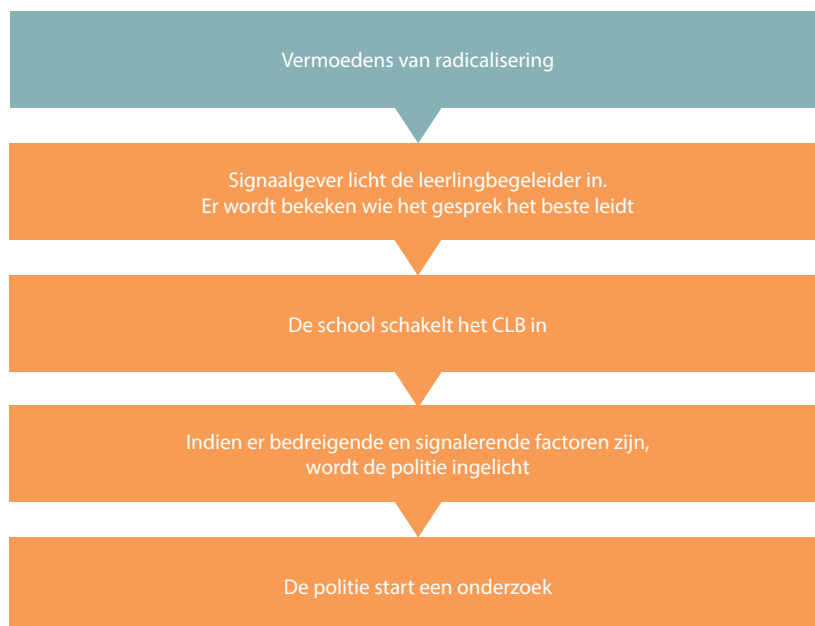 Vermoedens van radicalisering
Signaalgever licht de leerlingbegeleider in.
Er wordt bekeken wie het gesprek het beste leidt
De school schakelt het CLB in
Indien er bedreigende en signalerende factoren zijn,
wordt de politie ingelicht
De politie start een onderzoek